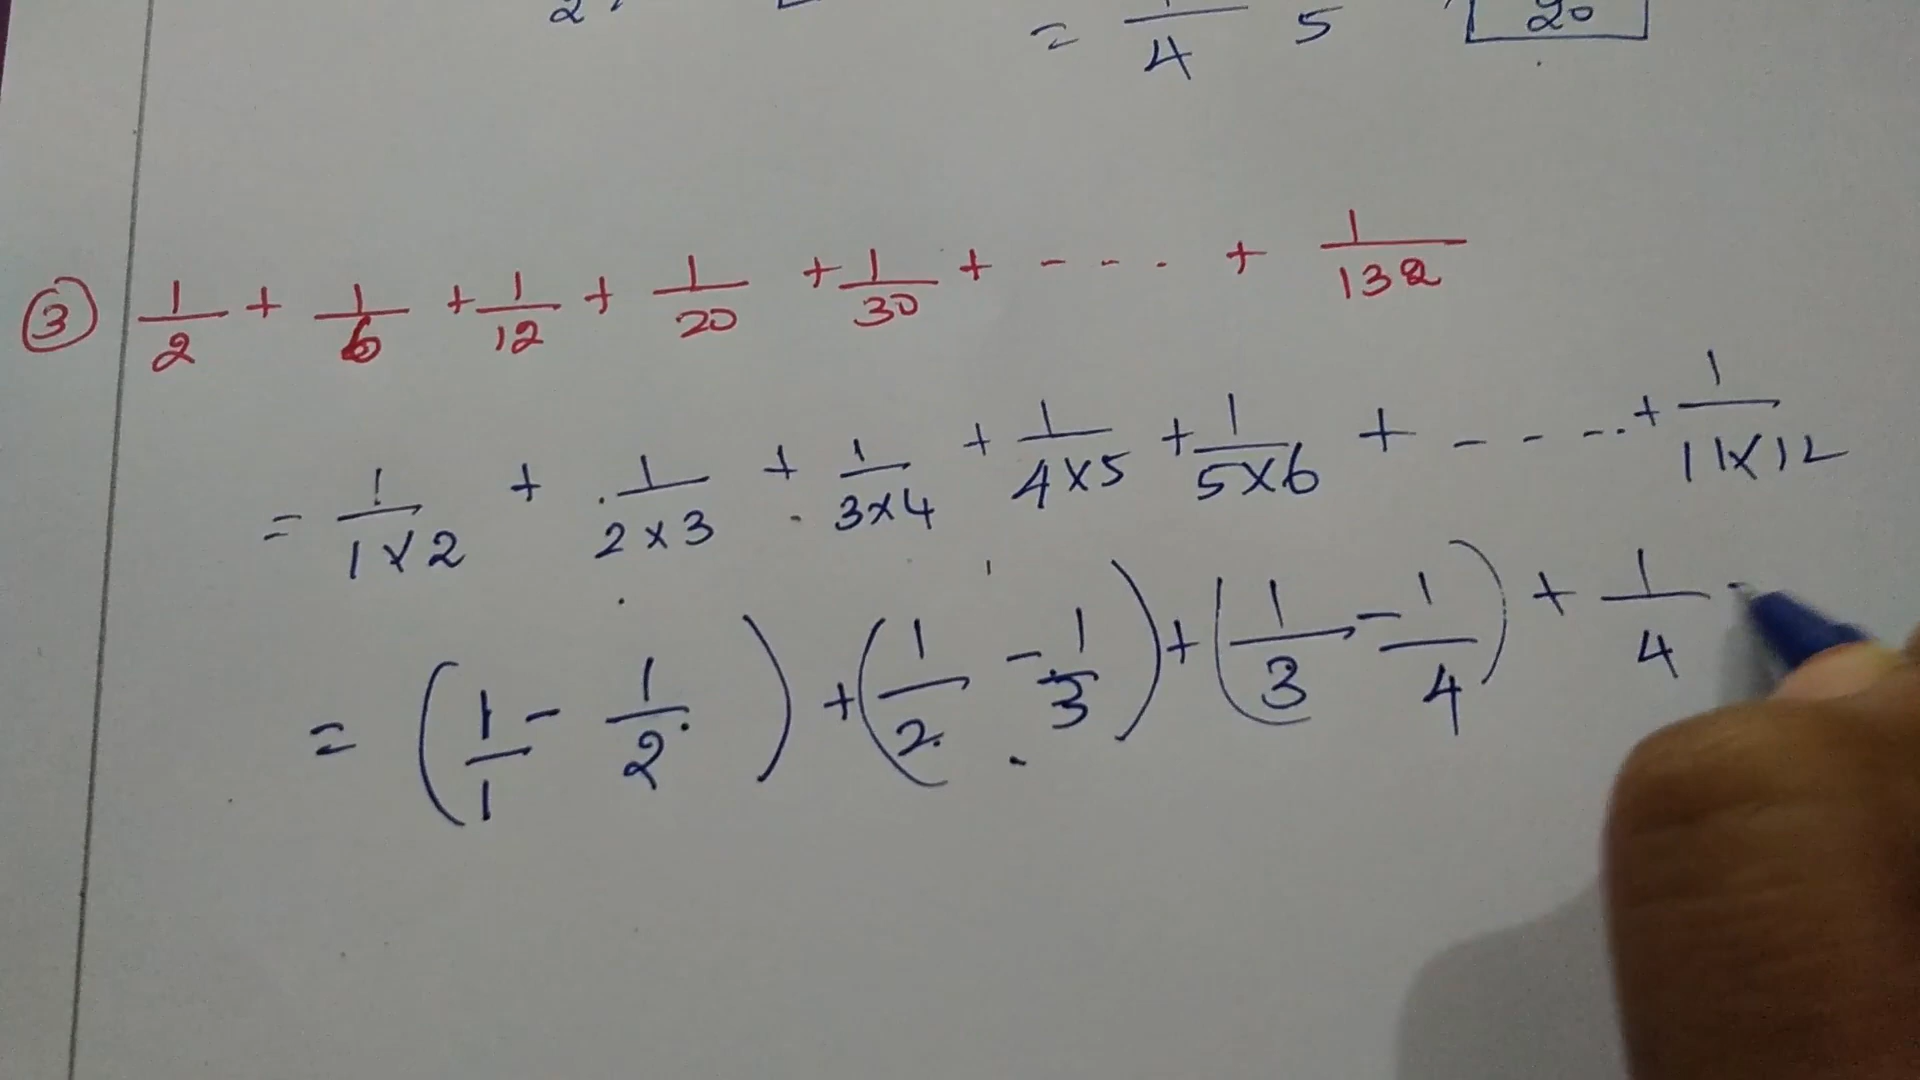 2
= 1/4 5 20
③ 1/2 + 1/6 + 1/12 + 1/20 + 1/30 + - - - . + 1/132
= 1/1×2 + 1/2×3 + 1/3×4 + 1/4×5 + 1/5×6 + - - - .. + 1/11×12
= (1/1 - 1/2) + (1/2 - 1/3) + (1/3 - 1/4) + 1/4 -